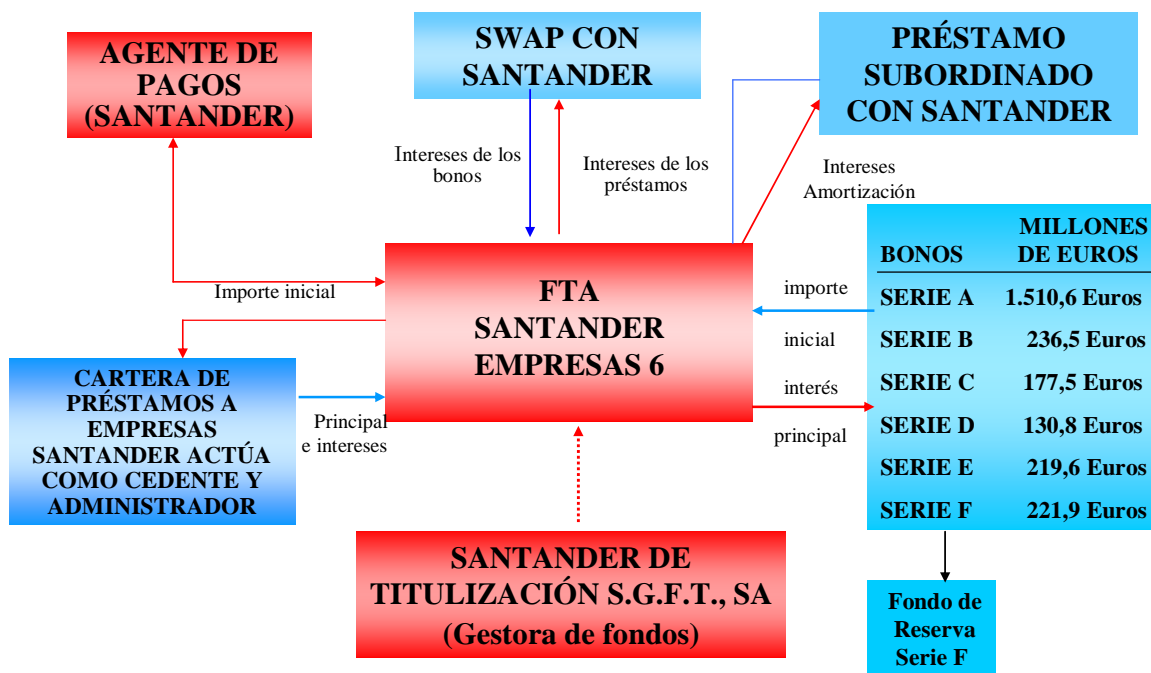 AGENTE DE
PAGOS
(SANTANDER)
SWAP CON
SANTANDER
PRÉSTAMO
SUBORDINADO
CON SANTANDER
Intereses de los
bonos
Intereses de los
préstamos
Intereses
Amortización
Importe inicial
FTA
SANTANDER
EMPRESAS 6
importe
inicial
interés
principal
MILLONES
BONOS DE EUROS
SERIE A 1.510,6 Euros
SERIE B 236,5 Euros
SERIE C 177,5 Euros
SERIE D 130,8 Euros
SERIE E 219,6 Euros
SERIE F 221,9 Euros
CARTERA DE
PRÉSTAMOS A
EMPRESAS
SANTANDER ACTÚA
COMO CEDENTE Y
ADMINISTRADOR
Principal
e intereses
SANTANDER DE
TITULIZACIÓN S.G.F.T., SA
(Gestora de fondos)
Fondo de
Reserva
Serie F